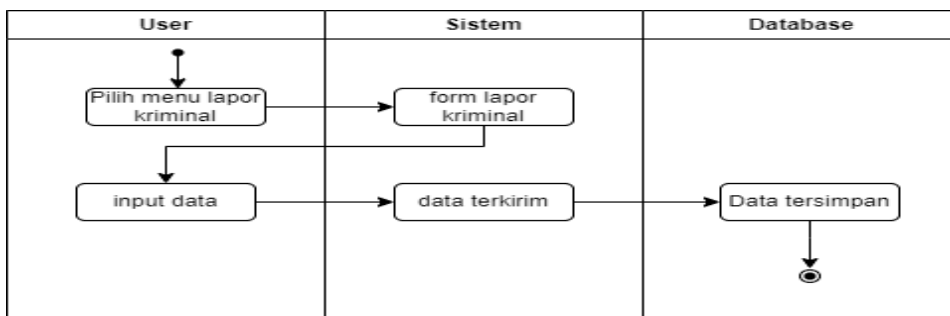 User
Sistem
Database
Pilih menu lapor
kriminal
form lapor
kriminal
input data
data terkirim
Data tersimpan